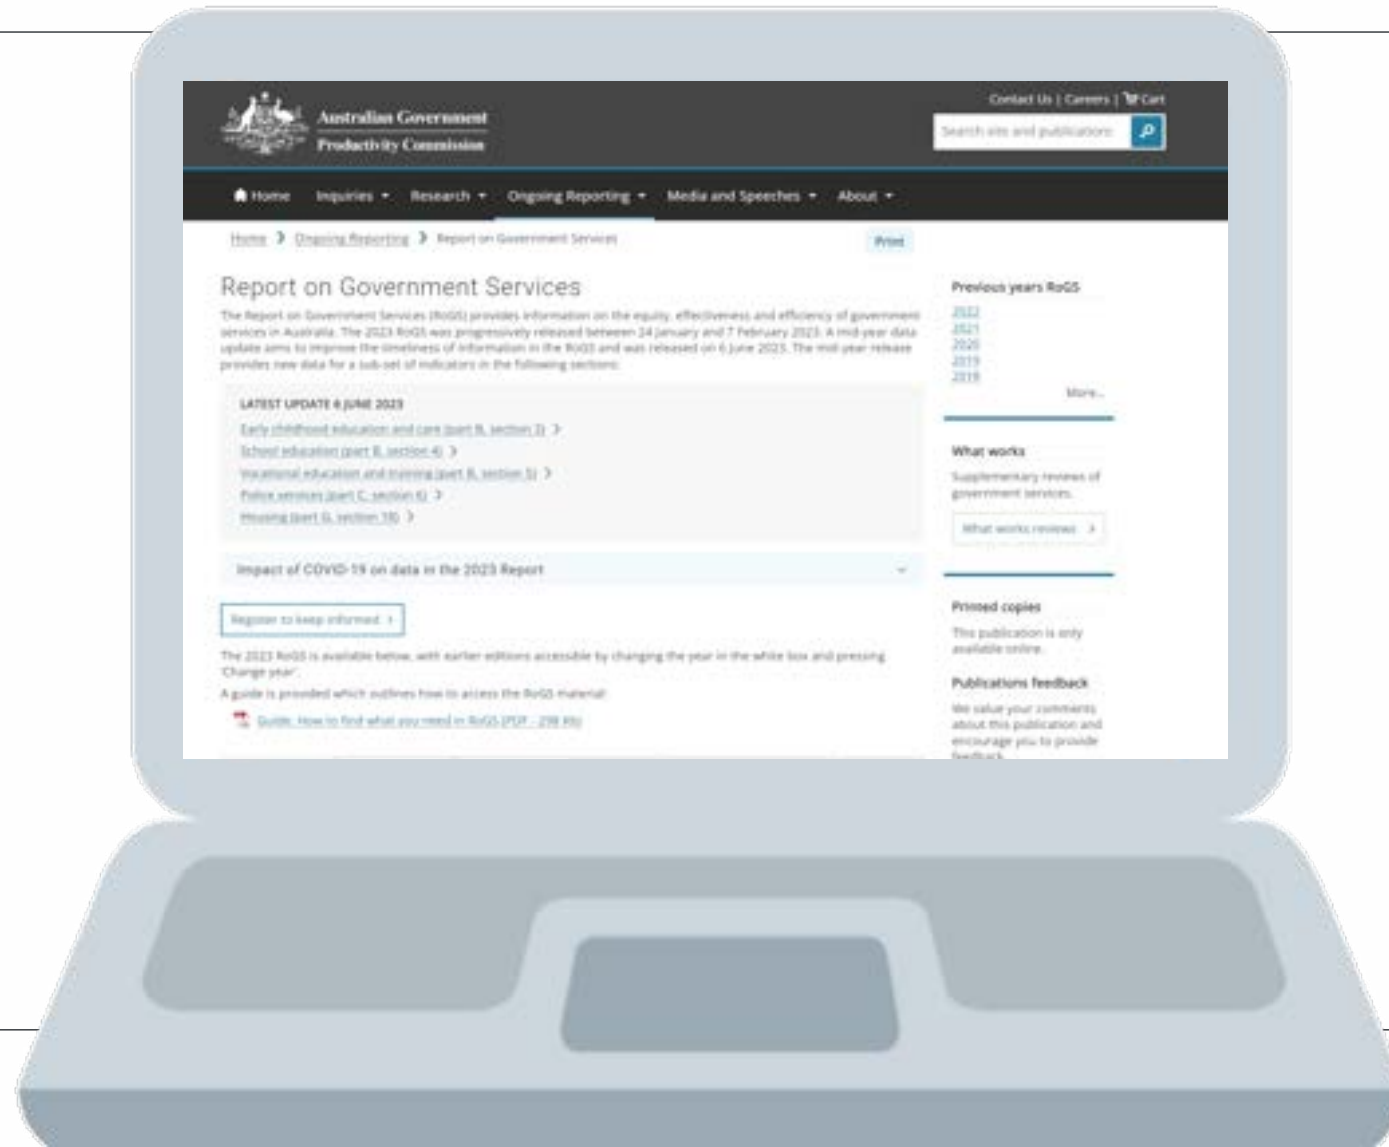 Australian Government
Productivity Commission
Contact Us | Careers | Cart
Search site and publications
Home Inquiries Research Ongoing Reporting Media and Speeches About
Home Ongoing Reporting Report on Government Services
Print
Report on Government Services
The Report on Government Services (RoGS) provides information on the equity, effectiveness and efficiency of government
services in Australia. The 2023 RoGS was progressively released between 24 January and 7 February 2023. A mid-year data
update aims to improve the timeliness of information in the RoGS and was released on 6 June 2023. The mid-year release
provides new data for a sub-set of indicators in the following sections:
LATEST UPDATE 6 JUNE 2023
Early childhood education and care (part B, section 3)
School education (part B, section 4)
Vocational education and training (part B, section 5)
Police services (part C, section 6)
Housing (part G, section 18)
Impact of COVID-19 on data in the 2023 Report
Register to keep informed
The 2023 RoGS is available below, with earlier editions accessible by changing the year in the white box and pressing
'Change year'.
A guide is provided which outlines how to access the RoGS material:
Guide: How to find what you need in RoGS (PDF - 298 Kb)
Previous years RoGS
2022
2021
2020
2019
2018
More...
What works
Supplementary reviews of
government services.
What works reviews
Printed copies
This publication is only
available online.
Publications feedback
We value your comments
about this publication and
encourage you to provide
feedback.